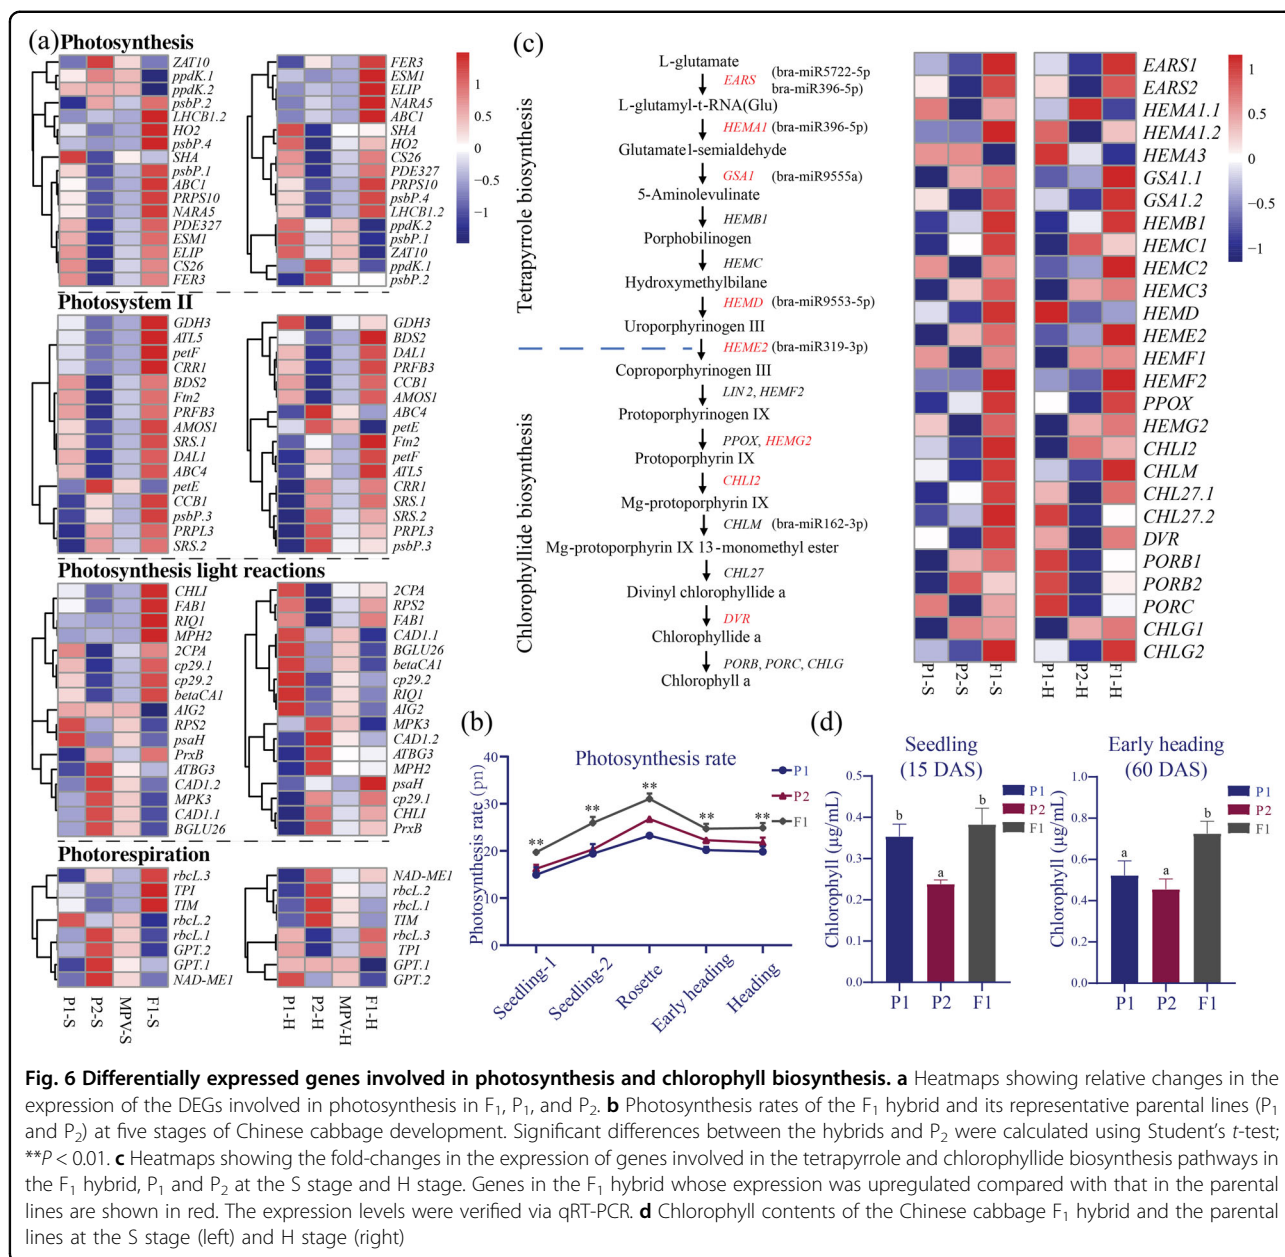 (a)
Photosynthesis
ZAT10
ppdK.1
ppdK.2
psbP.2
LHCB1.2
HO2
psbP.4
SHA
psbP.1
ABC1
PRPS10
NARA5
PDE327
ESM1
ELIP
CS26
FER3
FER3
ESM1
ELIP
NARA5
ABC1
SHA
HO2
CS26
PDE327
PRPS10
psbP.4
LHCB1.2
ppdK.2
psbP.1
ZAT10
ppdK.1
psbP.2
1
0.5
0
−0.5
−1
Photosystem II
GDH3
ATL5
petF
CRR1
BDS2
Ftn2
PRFB3
AMOS1
SRS.1
DAL1
ABC4
petE
CCB1
psbP.3
PRPL3
SRS.2
GDH3
BDS2
DAL1
PRFB3
CCB1
AMOS1
ABC4
petE
Ftn2
petF
ATL5
CRR1
SRS.1
SRS.2
PRPL3
psbP.3
Photosynthesis light reactions
CHLI
FAB1
RIQ1
MPH2
2CPA
cp29.1
cp29.2
betaCA1
AIG2
RPS2
psaH
PrxB
ATBG3
CAD1.2
MPK3
CAD1.1
BGLU26
2CPA
RPS2
FAB1
CAD1.1
BGLU26
betaCA1
cp29.2
RIQ1
AIG2
MPK3
CAD1.2
ATBG3
MPH2
psaH
cp29.1
CHLI
PrxB
Photorespiration
rbcL.3
TPI
TIM
rbcL.2
rbcL.1
GPT.2
GPT.1
NAD-ME1
NAD-ME1
rbcL.2
rbcL.1
TIM
rbcL.3
TPI
GPT.1
GPT.2
P1-S
P2-S
MPV-S
F1-S
P1-H
P2-H
MPV-H
F1-H
(c)
Tetrapyrrole biosynthesis
Chlorophyllide biosynthesis
L-glutamate
EARS (bra-miR5722-5p
bra-miR396-5p)
L-glutamyl-t-RNA(Glu)
HEMA1 (bra-miR396-5p)
Glutamate1-semialdehyde
GSA1 (bra-miR9555a)
5-Aminolevulinate
HEMB1
Porphobilinogen
HEMC
Hydroxymethylbilane
HEMD (bra-miR9553-5p)
Uroporphyrinogen III
HEME2 (bra-miR319-3p)
Coproporphyrinogen III
LIN 2, HEMF2
Protoporphyrinogen IX
PPOX, HEMG2
Protoporphyrin IX
CHLI2
Mg-protoporphyrin IX
CHLM (bra-miR162-3p)
Mg-protoporphyrin IX 13-monomethyl ester
CHL27
Divinyl chlorophyllide a
DVR
Chlorophyllide a
PORB, PORC, CHLG
Chlorophyll a
EARS1
EARS2
HEMA1.1
HEMA1.2
HEMA3
GSA1.1
GSA1.2
HEMB1
HEMC1
HEMC2
HEMC3
HEMD
HEME2
HEMF1
HEMF2
PPOX
HEMG2
CHLI2
CHLM
CHL27.1
CHL27.2
DVR
PORB1
PORB2
PORC
CHLG1
CHLG2
P1-S
P2-S
F1-S
P1-H
P2-H
F1-H
1
0.5
0
−0.5
−1
(b)
Photosynthesis rate
Photosynthesis rate (pn)
40
30
20
10
0
**
**
**
**
**
P1
P2
F1
Seedling-1
Seedling-2
Rosette
Early heading
Heading
(d)
Seedling
(15 DAS)
Chlorophyll (μg/mL)
0.5
0.4
0.3
0.2
0.1
0.0
b
a
b
P1
P2
F1
P1 P2 F1
Early heading
(60 DAS)
Chlorophyll (μg/mL)
1.0
0.8
0.6
0.4
0.2
0.0
a
a
b
P1
P2
F1
P1 P2 F1
Fig. 6 Differentially expressed genes involved in photosynthesis and chlorophyll biosynthesis. a Heatmaps showing relative changes in the
expression of the DEGs involved in photosynthesis in F1, P1, and P2. b Photosynthesis rates of the F1 hybrid and its representative parental lines (P1
and P2) at five stages of Chinese cabbage development. Significant differences between the hybrids and P2 were calculated using Student's t-test;
**P < 0.01. c Heatmaps showing the fold-changes in the expression of genes involved in the tetrapyrrole and chlorophyllide biosynthesis pathways in
the F1 hybrid, P1 and P2 at the S stage and H stage. Genes in the F1 hybrid whose expression was upregulated compared with that in the parental
lines are shown in red. The expression levels were verified via qRT-PCR. d Chlorophyll contents of the Chinese cabbage F1 hybrid and the parental
lines at the S stage (left) and H stage (right)